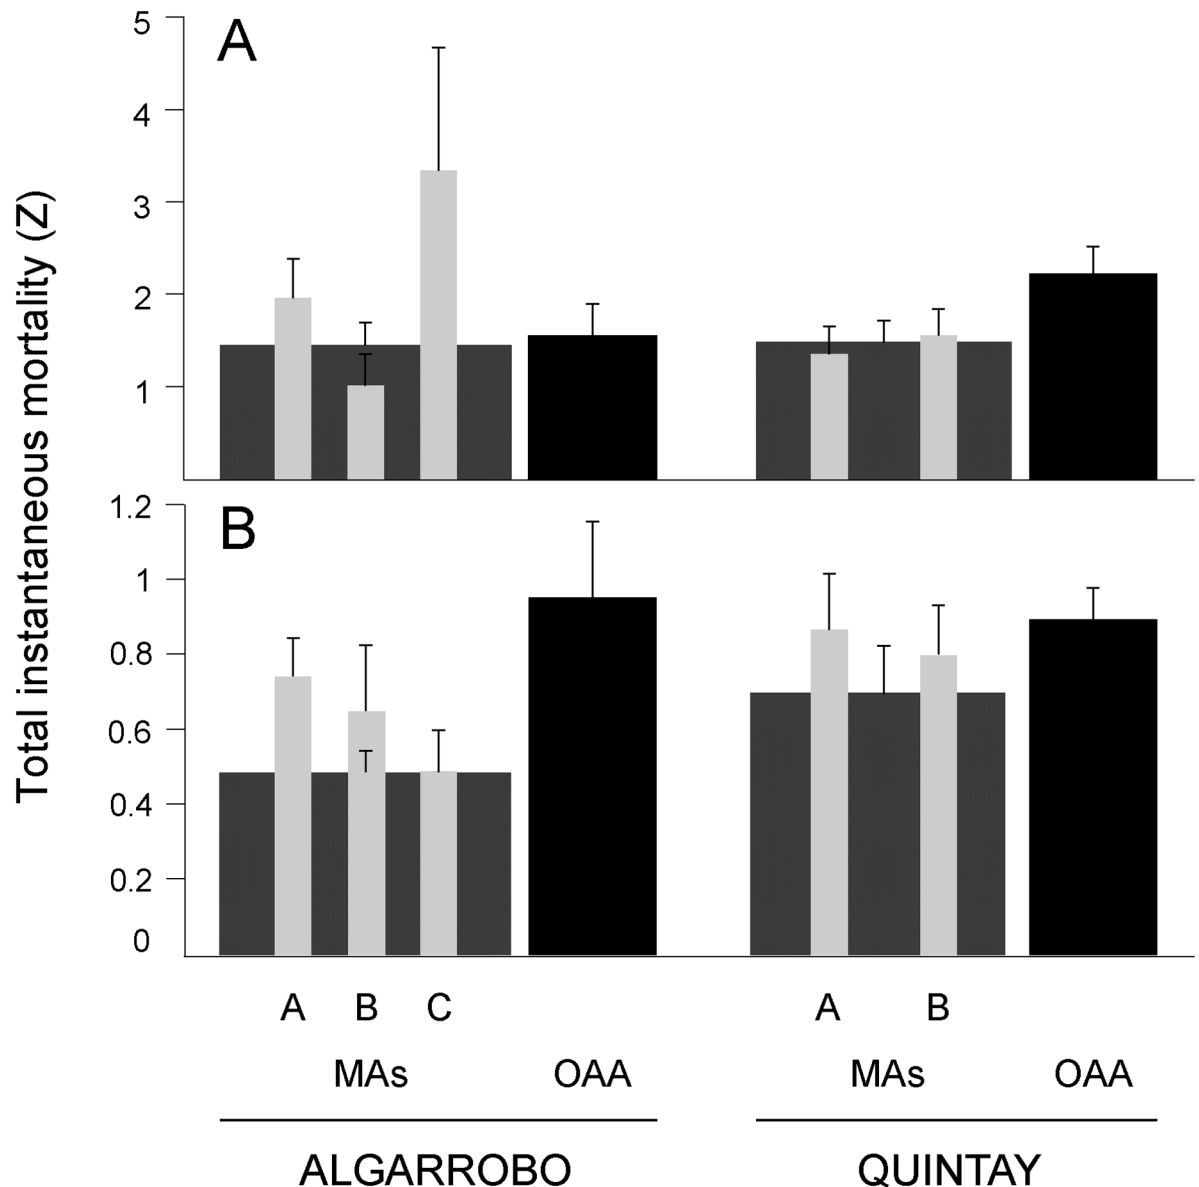 A
5
4
3
2
1
Total instantaneous mortality (Z)
B
1.2
1
0.8
0.6
0.4
0.2
0
A B C A B
MAs OAA MAs OAA
ALGARROBO QUINTAY